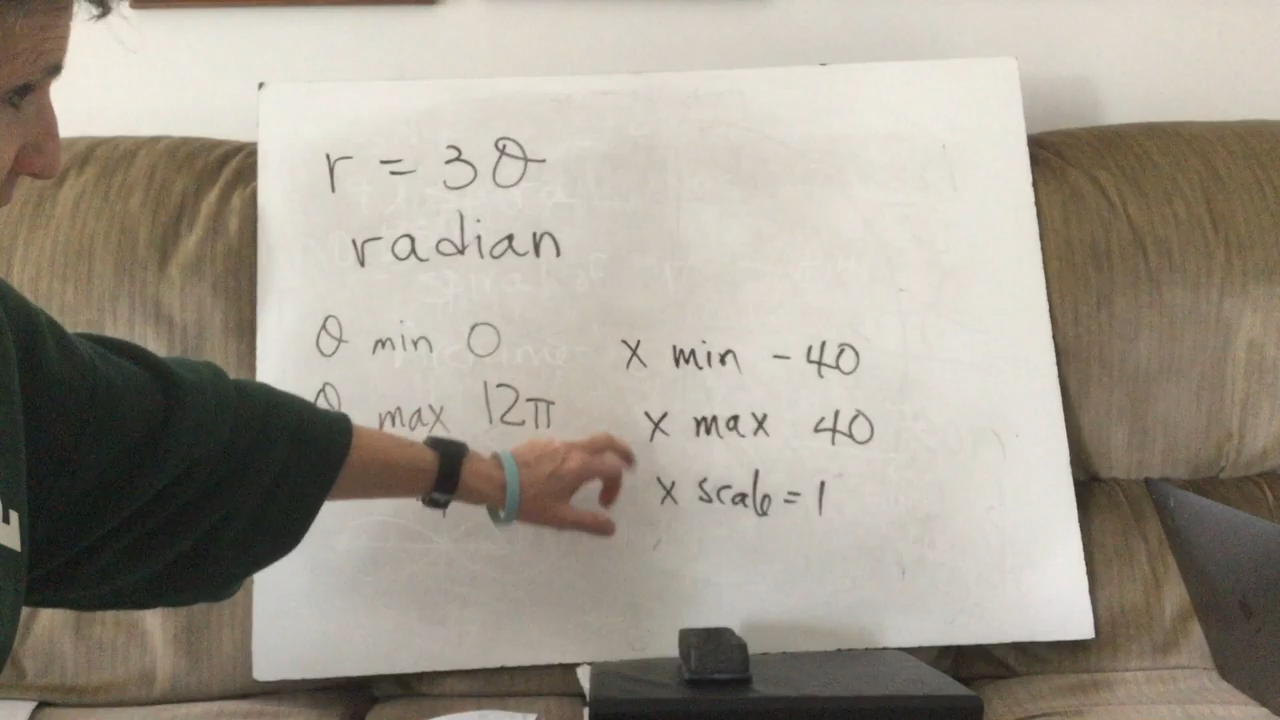 r = 3θ
radian
θ min 0
θ max 12π
x min -40
x max 40
x scale = 1